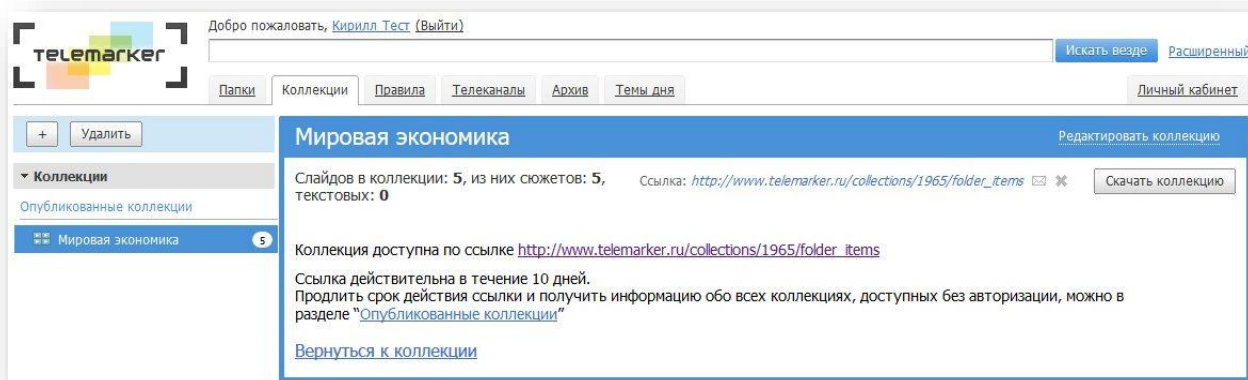 Добро пожаловать, Кирилл Тест (Выйти)
TELEMARKER
Искать везде
Расширенный
Папки
Коллекции
Правила
Телеканалы
Архив
Темы дня
Личный кабинет
+
Удалить
Мировая экономика
Редактировать коллекцию
Коллекции
Слайдов в коллекции: 5, из них сюжетов: 5,
текстовых: 0
Ссылка: http://www.telemarker.ru/collections/1965/folder_items
Скачать коллекцию
Опубликованные коллекции
Мировая экономика
5
Коллекция доступна по ссылке http://www.telemarker.ru/collections/1965/folder_items
Ссылка действительна в течение 10 дней.
Продлить срок действия ссылки и получить информацию обо всех коллекциях, доступных без авторизации, можно в
разделе “Опубликованные коллекции”
Вернуться к коллекции